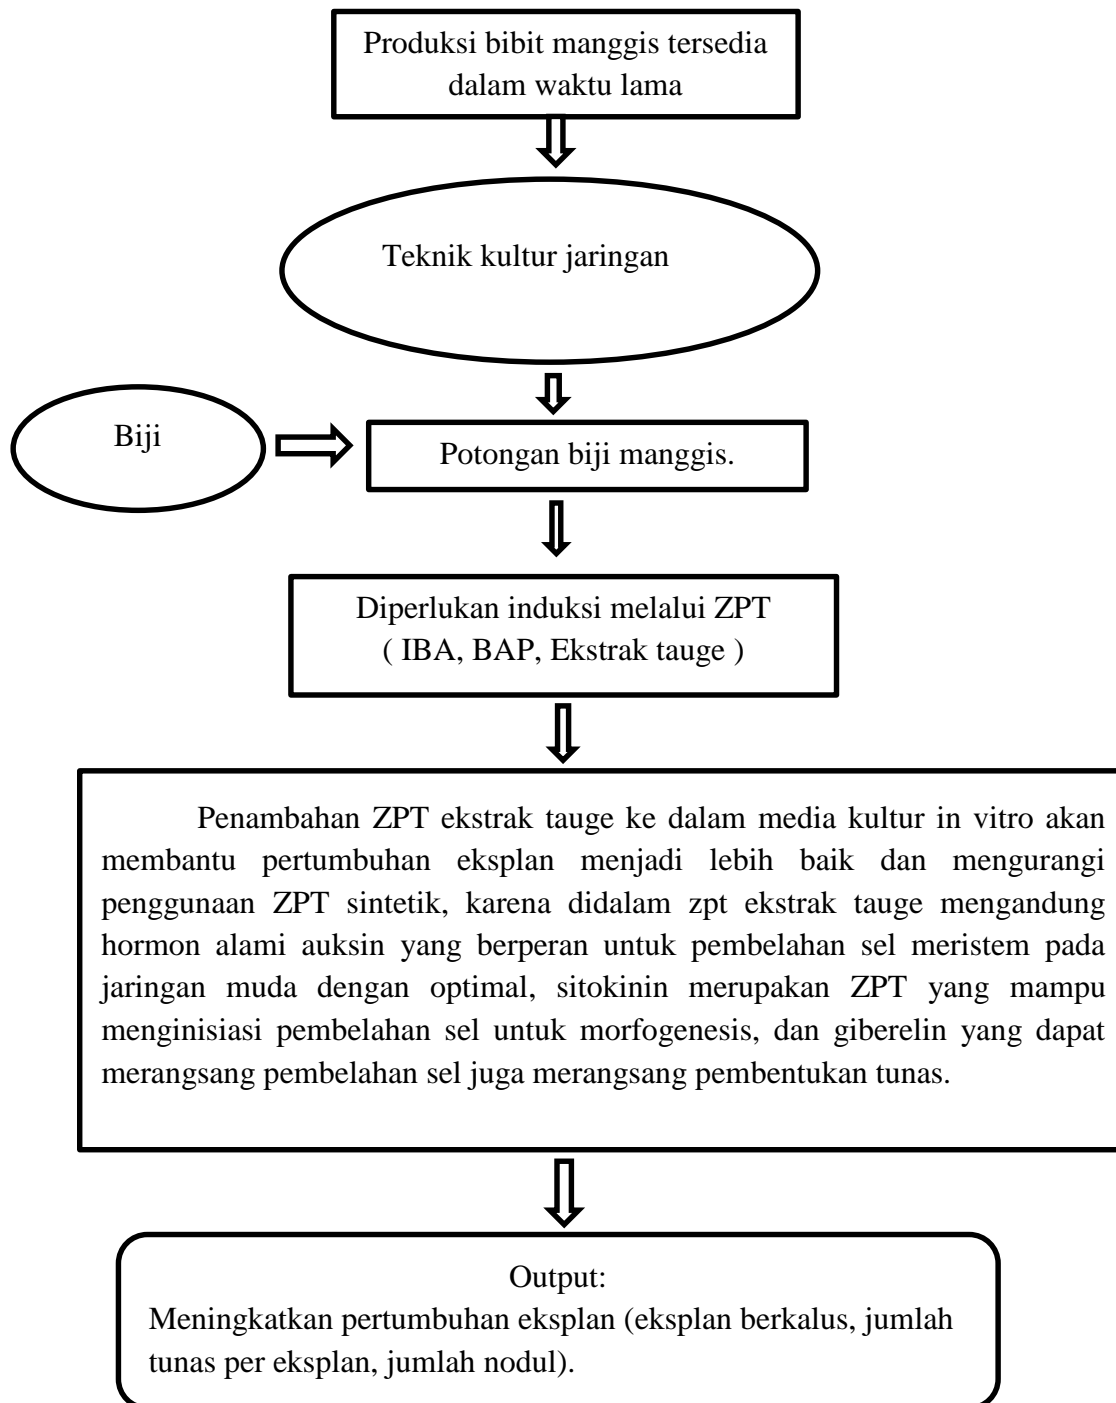 Produksi bibit manggis tersedia
dalam waktu lama
Teknik kultur jaringan
Biji
Potongan biji manggis.
Diperlukan induksi melalui ZPT
( IBA, BAP, Ekstrak tauge )
Penambahan ZPT ekstrak tauge ke dalam media kultur in vitro akan
membantu pertumbuhan eksplan menjadi lebih baik dan mengurangi
penggunaan ZPT sintetik, karena didalam zpt ekstrak tauge mengandung
hormon alami auksin yang berperan untuk pembelahan sel meristem pada
jaringan muda dengan optimal, sitokinin merupakan ZPT yang mampu
menginisiasi pembelahan sel untuk morfogenesis, dan giberelin yang dapat
merangsang pembelahan sel juga merangsang pembentukan tunas.
Output:
Meningkatkan pertumbuhan eksplan (eksplan berkalus, jumlah
tunas per eksplan, jumlah nodul).